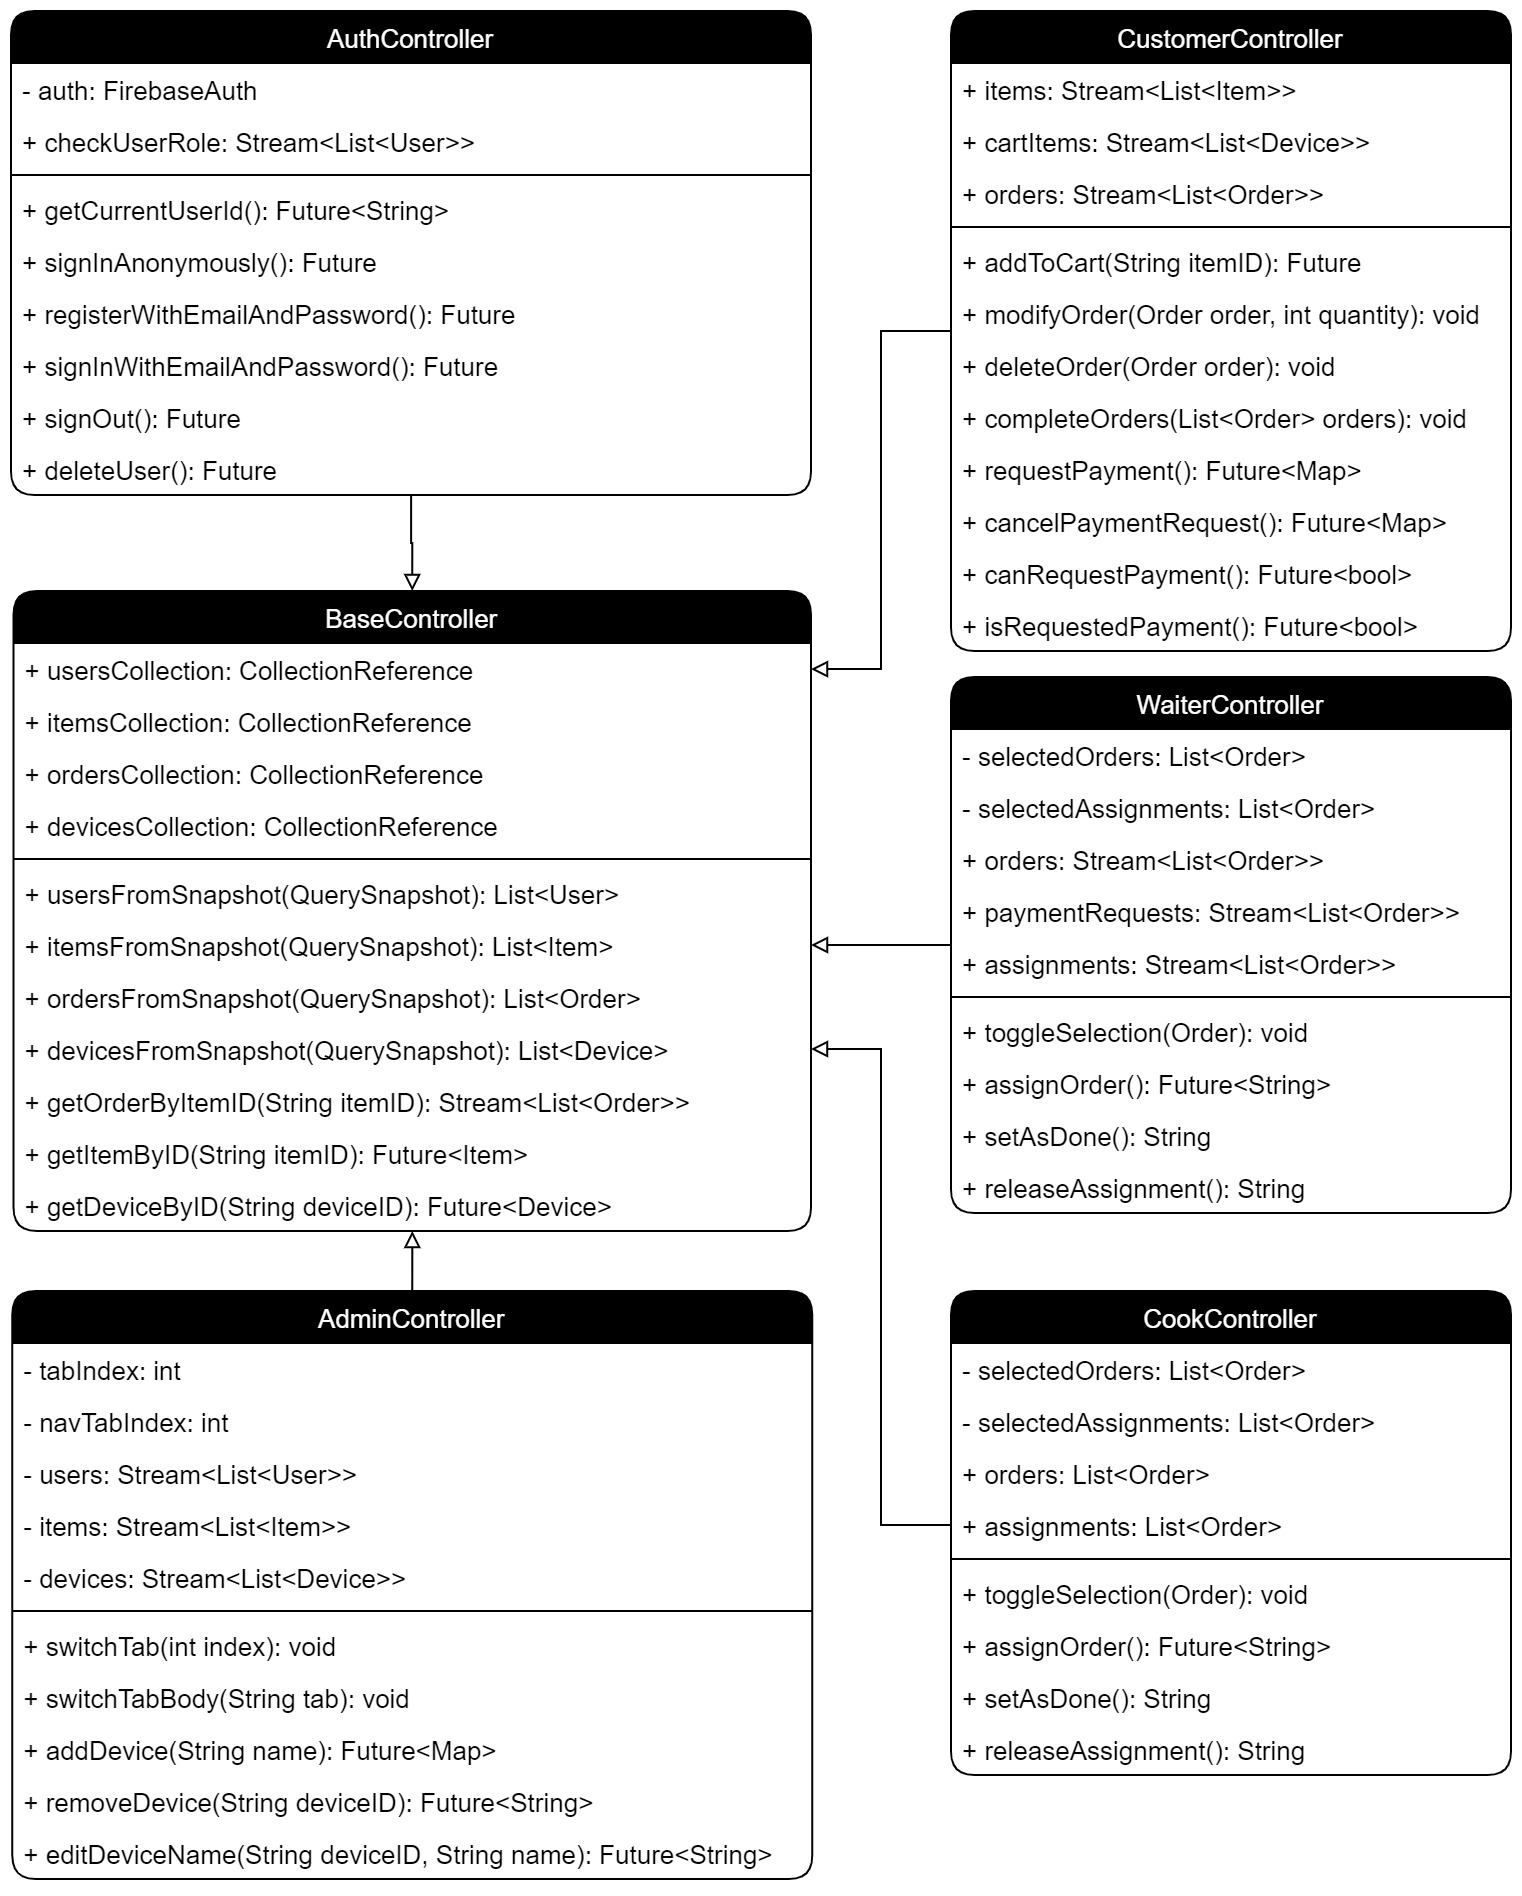 AuthController
- auth: FirebaseAuth
+ checkUserRole: Stream<List<User>>
+ getCurrentUserId(): Future<String>
+ signInAnonymously(): Future
+ registerWithEmailAndPassword(): Future
+ signInWithEmailAndPassword(): Future
+ signOut(): Future
+ deleteUser(): Future
BaseController
+ usersCollection: CollectionReference
+ itemsCollection: CollectionReference
+ ordersCollection: CollectionReference
+ devicesCollection: CollectionReference
+ usersFromSnapshot(QuerySnapshot): List<User>
+ itemsFromSnapshot(QuerySnapshot): List<Item>
+ ordersFromSnapshot(QuerySnapshot): List<Order>
+ devicesFromSnapshot(QuerySnapshot): List<Device>
+ getOrderByItemID(String itemID): Stream<List<Order>>
+ getItemByID(String itemID): Future<Item>
+ getDeviceByID(String deviceID): Future<Device>
AdminController
- tabIndex: int
- navTabIndex: int
- users: Stream<List<User>>
- items: Stream<List<Item>>
- devices: Stream<List<Device>>
+ switchTab(int index): void
+ switchTabBody(String tab): void
+ addDevice(String name): Future<Map>
+ removeDevice(String deviceID): Future<String>
+ editDeviceName(String deviceID, String name): Future<String>
CustomerController
+ items: Stream<List<Item>>
+ cartItems: Stream<List<Device>>
+ orders: Stream<List<Order>>
+ addToCart(String itemID): Future
+ modifyOrder(Order order, int quantity): void
+ deleteOrder(Order order): void
+ completeOrders(List<Order> orders): void
+ requestPayment(): Future<Map>
+ cancelPaymentRequest(): Future<Map>
+ canRequestPayment(): Future<bool>
+ isRequestedPayment(): Future<bool>
WaiterController
- selectedOrders: List<Order>
- selectedAssignments: List<Order>
+ orders: Stream<List<Order>>
+ paymentRequests: Stream<List<Order>>
+ assignments: Stream<List<Order>>
+ toggleSelection(Order): void
+ assignOrder(): Future<String>
+ setAsDone(): String
+ releaseAssignment(): String
CookController
- selectedOrders: List<Order>
- selectedAssignments: List<Order>
+ orders: List<Order>
+ assignments: List<Order>
+ toggleSelection(Order): void
+ assignOrder(): Future<String>
+ setAsDone(): String
+ releaseAssignment(): String